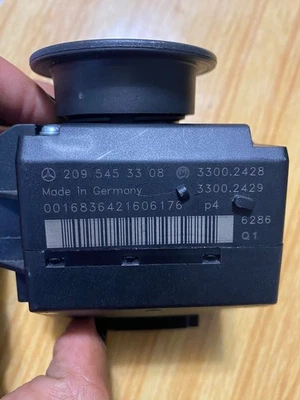 209 545 33 08 3300.2428
Made in Germany 3300.2429
0016836421606176 p4
6286
Q1